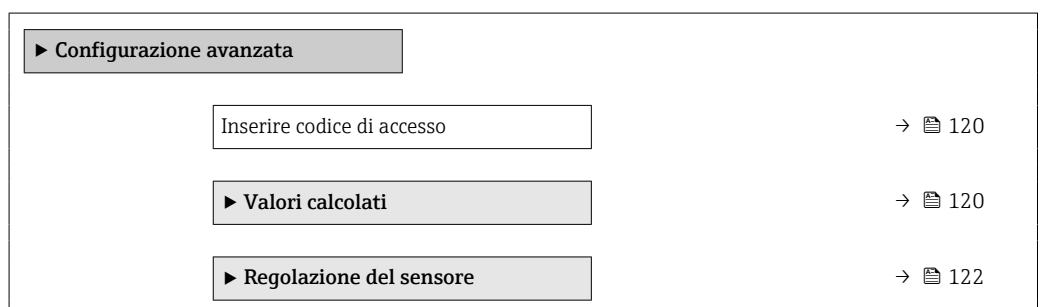 ▶ Configurazione avanzata
Inserire codice di accesso → 🖺 120
▶ Valori calcolati → 🖺 120
▶ Regolazione del sensore → 🖺 122